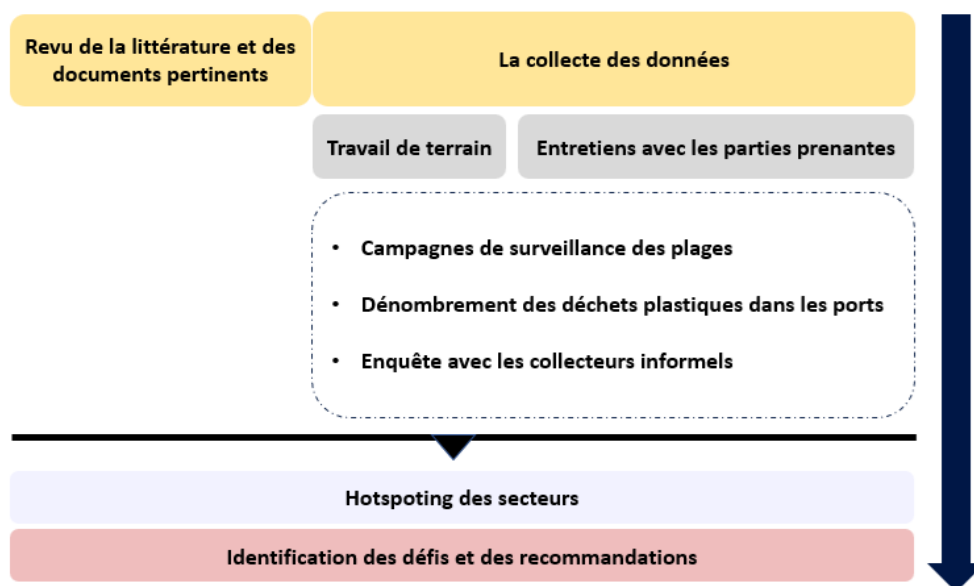 Revu de la littérature et des
documents pertinents
La collecte des données
Travail de terrain
Entretiens avec les parties prenantes
• Campagnes de surveillance des plages
• Dénombrement des déchets plastiques dans les ports
• Enquête avec les collecteurs informels
Hotspoting des secteurs
Identification des défis et des recommandations